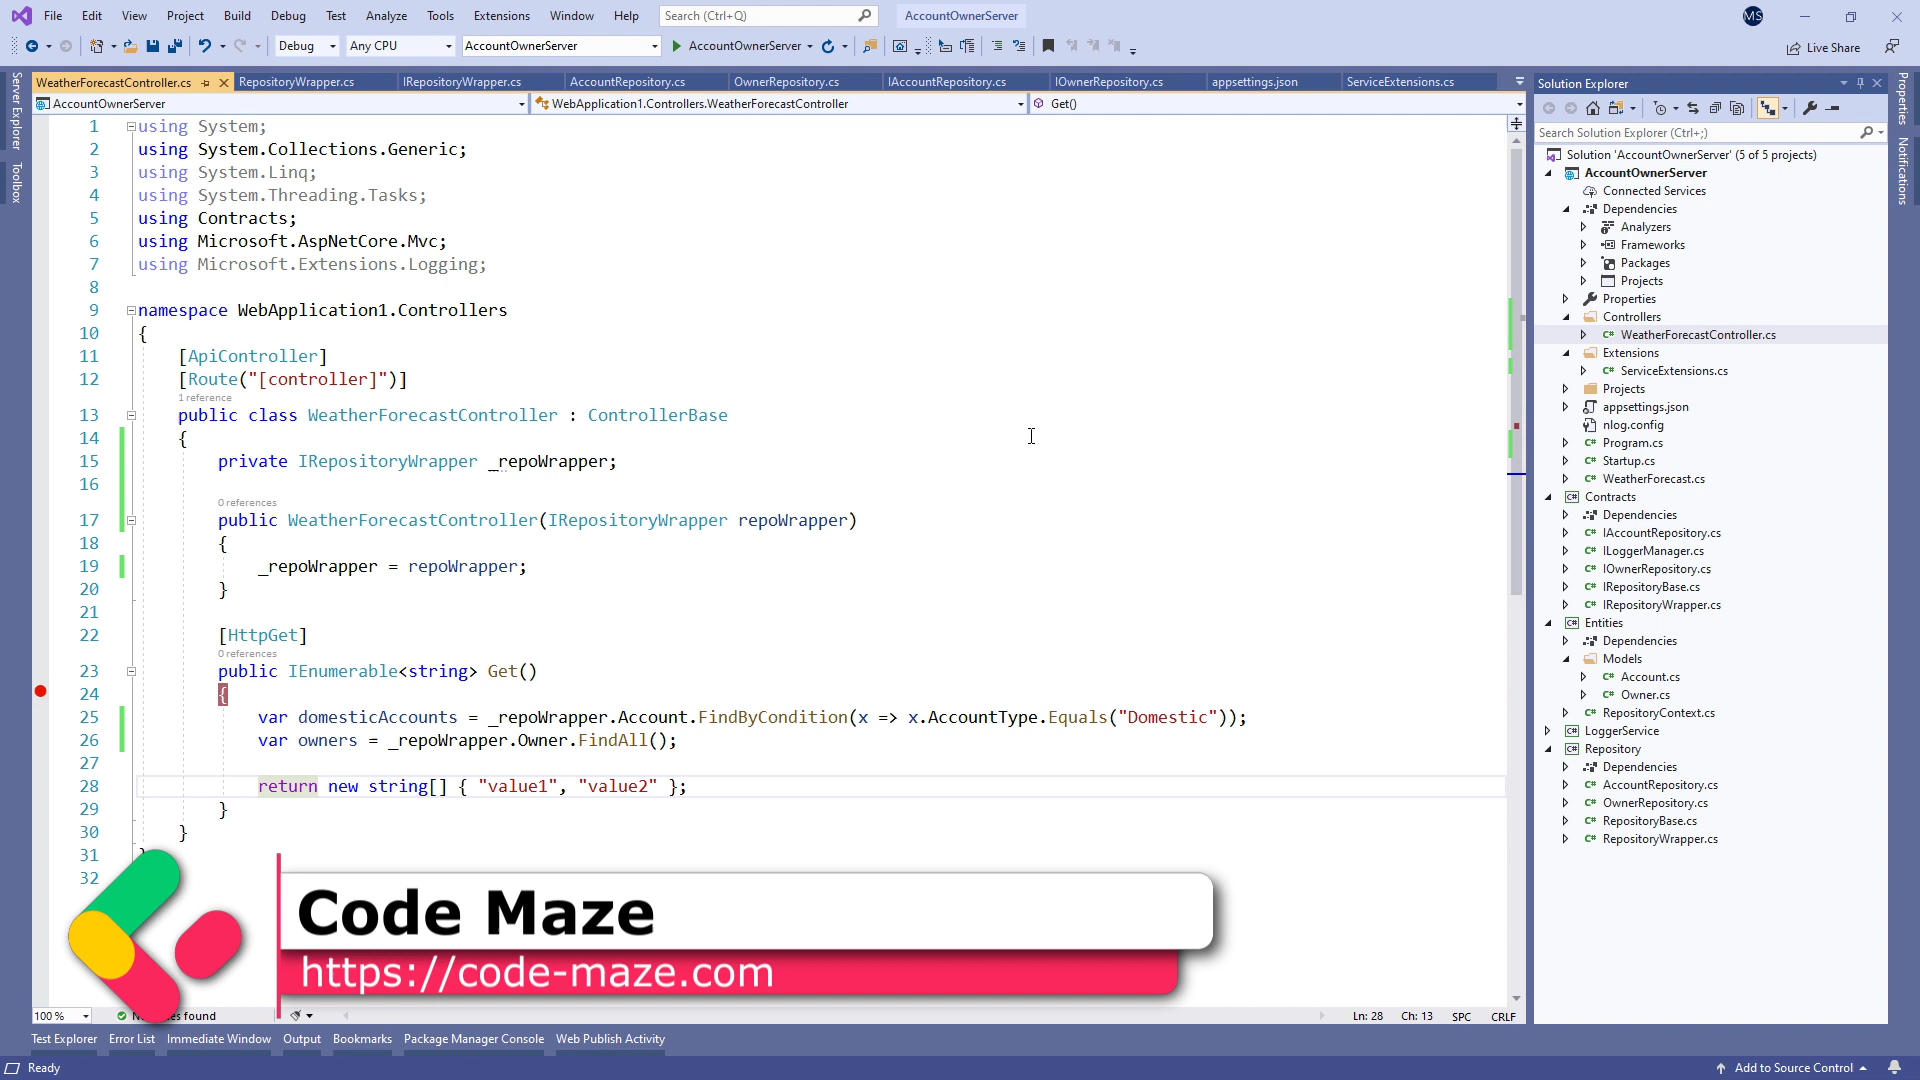 File Edit View Project Build Debug Test Analyze Tools Extensions Window Help Search (Ctrl+Q) AccountOwnerServer MS
Debug Any CPU AccountOwnerServer AccountOwnerServer Live Share
WeatherForecastController.cs RepositoryWrapper.cs IRepositoryWrapper.cs AccountRepository.cs OwnerRepository.cs IAccountRepository.cs IOwnerRepository.cs appsettings.json ServiceExtensions.cs
AccountOwnerServer WebApplication1.Controllers.WeatherForecastController Get()
Server Explorer
Toolbox
1 using System;
2 using System.Collections.Generic;
3 using System.Linq;
4 using System.Threading.Tasks;
5 using Contracts;
6 using Microsoft.AspNetCore.Mvc;
7 using Microsoft.Extensions.Logging;
8
9 namespace WebApplication1.Controllers
10 {
11 [ApiController]
12 [Route("[controller]")]
1 reference
13 public class WeatherForecastController : ControllerBase
14 {
15 private IRepositoryWrapper _repoWrapper;
16
0 references
17 public WeatherForecastController(IRepositoryWrapper repoWrapper)
18 {
19 _repoWrapper = repoWrapper;
20 }
21
22 [HttpGet]
0 references
23 public IEnumerable<string> Get()
24 {
25 var domesticAccounts = _repoWrapper.Account.FindByCondition(x => x.AccountType.Equals("Domestic"));
26 var owners = _repoWrapper.Owner.FindAll();
27
28 return new string[] { "value1", "value2" };
29 }
30 }
31
32
Code Maze
https://code-maze.com
100 % found Ln: 28 Ch: 13 SPC CRLF
Test Explorer Error List Immediate Window Output Bookmarks Package Manager Console Web Publish Activity
Ready Add to Source Control
Solution Explorer
Search Solution Explorer (Ctrl+;)
Solution 'AccountOwnerServer' (5 of 5 projects)
AccountOwnerServer
Connected Services
Dependencies
Analyzers
Frameworks
Packages
Projects
Properties
Controllers
C# WeatherForecastController.cs
Extensions
C# ServiceExtensions.cs
Projects
appsettings.json
nlog.config
C# Program.cs
C# Startup.cs
C# WeatherForecast.cs
C# Contracts
Dependencies
C# IAccountRepository.cs
C# ILoggerManager.cs
C# IOwnerRepository.cs
C# IRepositoryBase.cs
C# IRepositoryWrapper.cs
C# Entities
Dependencies
Models
C# Account.cs
C# Owner.cs
C# RepositoryContext.cs
C# LoggerService
C# Repository
Dependencies
C# AccountRepository.cs
C# OwnerRepository.cs
C# RepositoryBase.cs
C# RepositoryWrapper.cs
Properties
Notifications